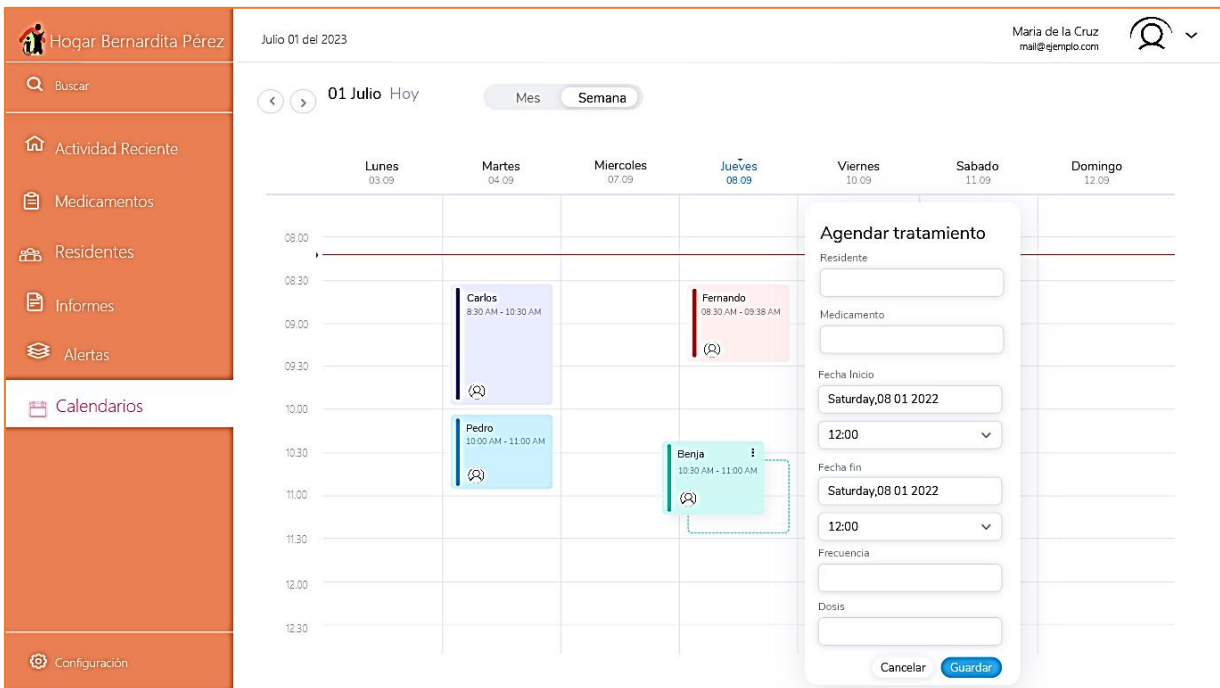 Hogar Bernardita Pérez
Buscar
Actividad Reciente
Medicamentos
Residentes
Informes
Alertas
Calendarios
Configuración
Julio 01 del 2023
Maria de la Cruz
mail@ejemplo.com
01 Julio Hoy
Mes Semana
Lunes Martes Miercoles Jueves Viernes Sabado Domingo
03.09 04.09 07.09 08.09 10.09 11.09 12.09
08.00
08.30
09.00
09.30
10.00
10.30
11.00
11.30
12.00
12.30
Carlos
8:30 AM - 10:30 AM
Pedro
10:00 AM - 11:00 AM
Fernando
08:30 AM - 09:38 AM
Benja
10:30 AM - 11:00 AM
Agendar tratamiento
Residente
Medicamento
Fecha Inicio
Saturday,08 01 2022
12:00
Fecha fin
Saturday,08 01 2022
12:00
Frecuencia
Dosis
Cancelar Guardar